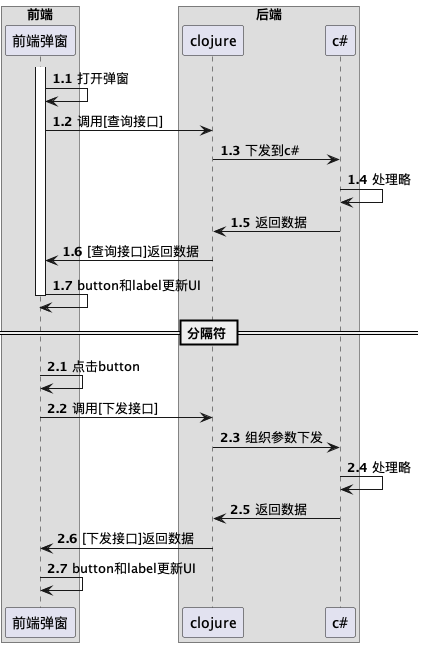 前端
后端
前端弹窗
clojure
c#
1.1 打开弹窗
1.2 调用[查询接口]
1.3 下发到c#
1.4 处理略
1.5 返回数据
1.6 [查询接口]返回数据
1.7 button和label更新UI
分隔符
2.1 点击button
2.2 调用[下发接口]
2.3 组织参数下发
2.4 处理略
2.5 返回数据
2.6 [下发接口]返回数据
2.7 button和label更新UI
前端弹窗
clojure
c#